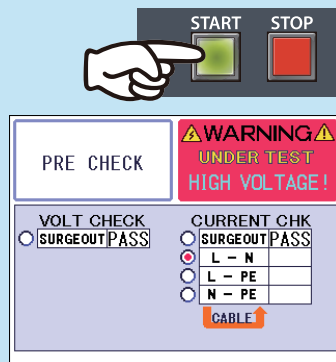 START STOP
PRE CHECK
WARNING
UNDER TEST
HIGH VOLTAGE!
VOLT CHECK
SURGEOUT PASS
CURRENT CHK
SURGEOUT PASS
L - N
L - PE
N - PE
CABLE